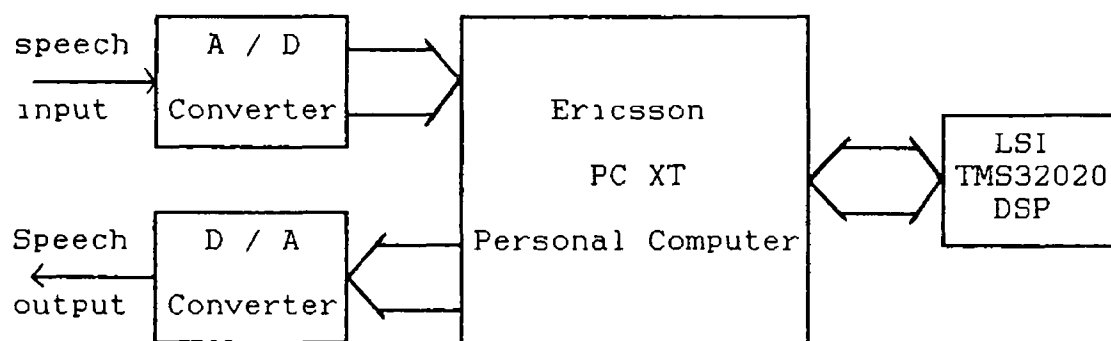 speech
input
A / D
Converter
Ericsson
PC XT
Personal Computer
LSI
TMS32020
DSP
Speech
output
D / A
Converter